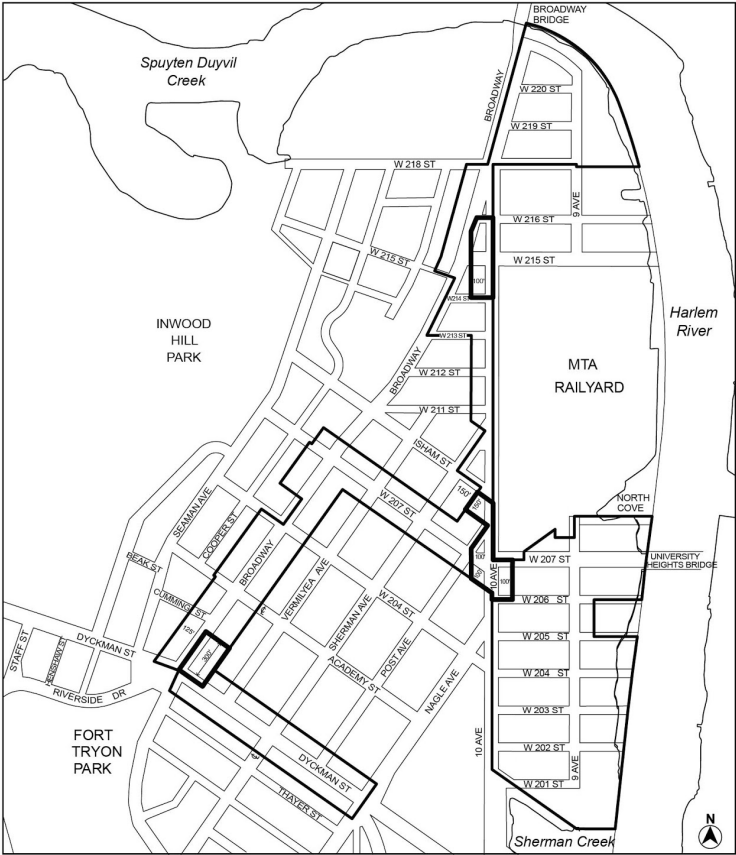 BROADWAY
BRIDGE
Spuyten Duyvil
Creek
BROADWAY
W 220 ST
W 219 ST
W 218 ST
9 AVE
W 216 ST
W 215 ST
W 215 ST
100'
W214 ST
Harlem
River
INWOOD
HILL
PARK
W 213 ST
BROADWAY
MTA
RAILYARD
W 212 ST
W 211 ST
ISHAM ST
150'
150'
NORTH
COVE
SEAMAN AVE
COOPER ST
W 207 ST
BROADWAY
VERMILYEA AVE
100'
W 207 ST
UNIVERSITY
HEIGHTS BRIDGE
BEAK ST
100'
10 AVE
100'
W 206 ST
CUMMING ST
W 204 ST
SHERMAN AVE
125'
W 205 ST
DYCKMAN ST
STAFF ST
HENSHAW ST
300'
POST AVE
ACADEMY ST
W 204 ST
NAGLE AVE
RIVERSIDE DR
W 203 ST
FORT
TRYON
PARK
10 AVE
W 202 ST
9 AVE
DYCKMAN ST
W 201 ST
THAYER ST
N
Sherman Creek